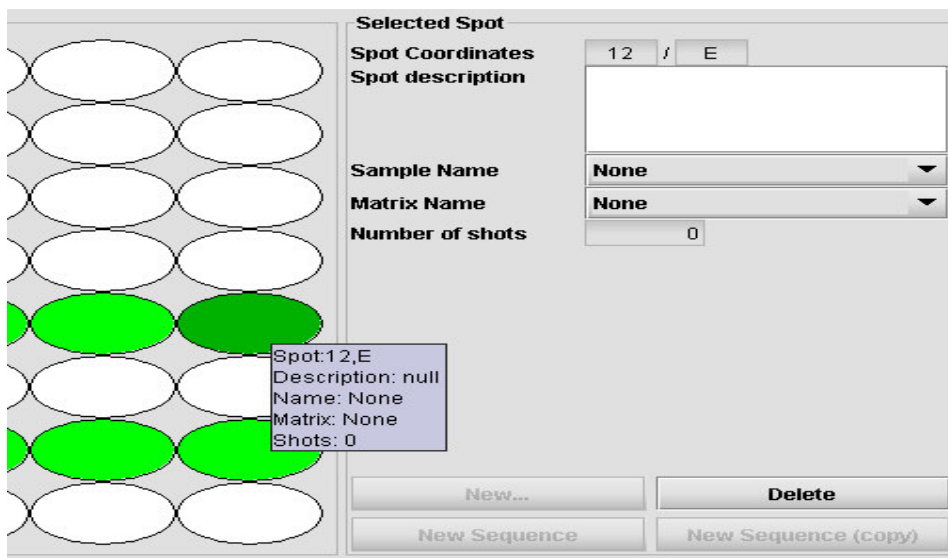 Selected Spot
Spot Coordinates 12 / E
Spot description
Sample Name None
Matrix Name None
Number of shots 0
Spot:12,E
Description: null
Name: None
Matrix: None
Shots: 0
New... Delete
New Sequence New Sequence (copy)